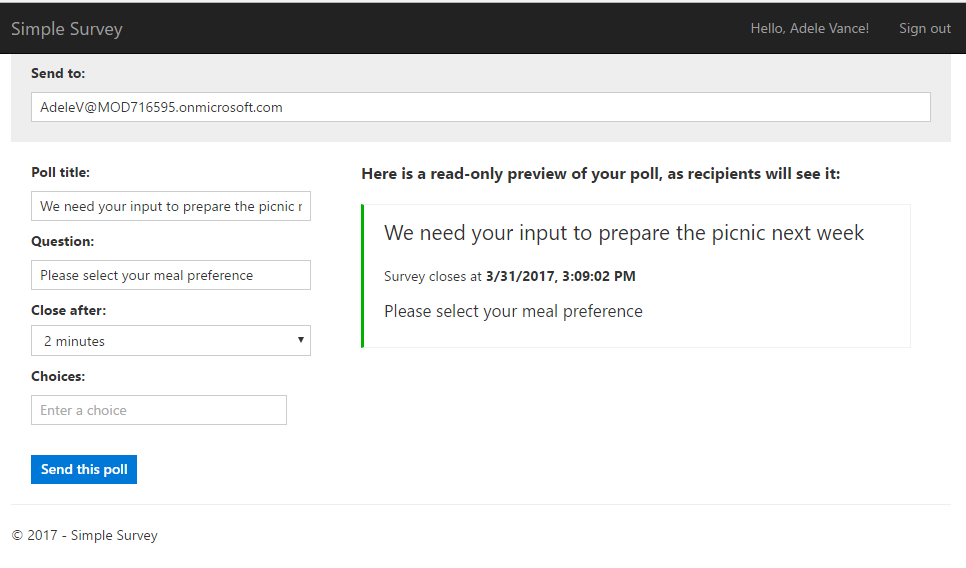 Simple Survey
Hello, Adele Vance!
Sign out
Send to:
AdeleV@MOD716595.onmicrosoft.com
Poll title:
We need your input to prepare the picnic r
Question:
Please select your meal preference
Close after:
2 minutes
Choices:
Enter a choice
Send this poll
Here is a read-only preview of your poll, as recipients will see it:
We need your input to prepare the picnic next week
Survey closes at 3/31/2017, 3:09:02 PM
Please select your meal preference
© 2017 - Simple Survey